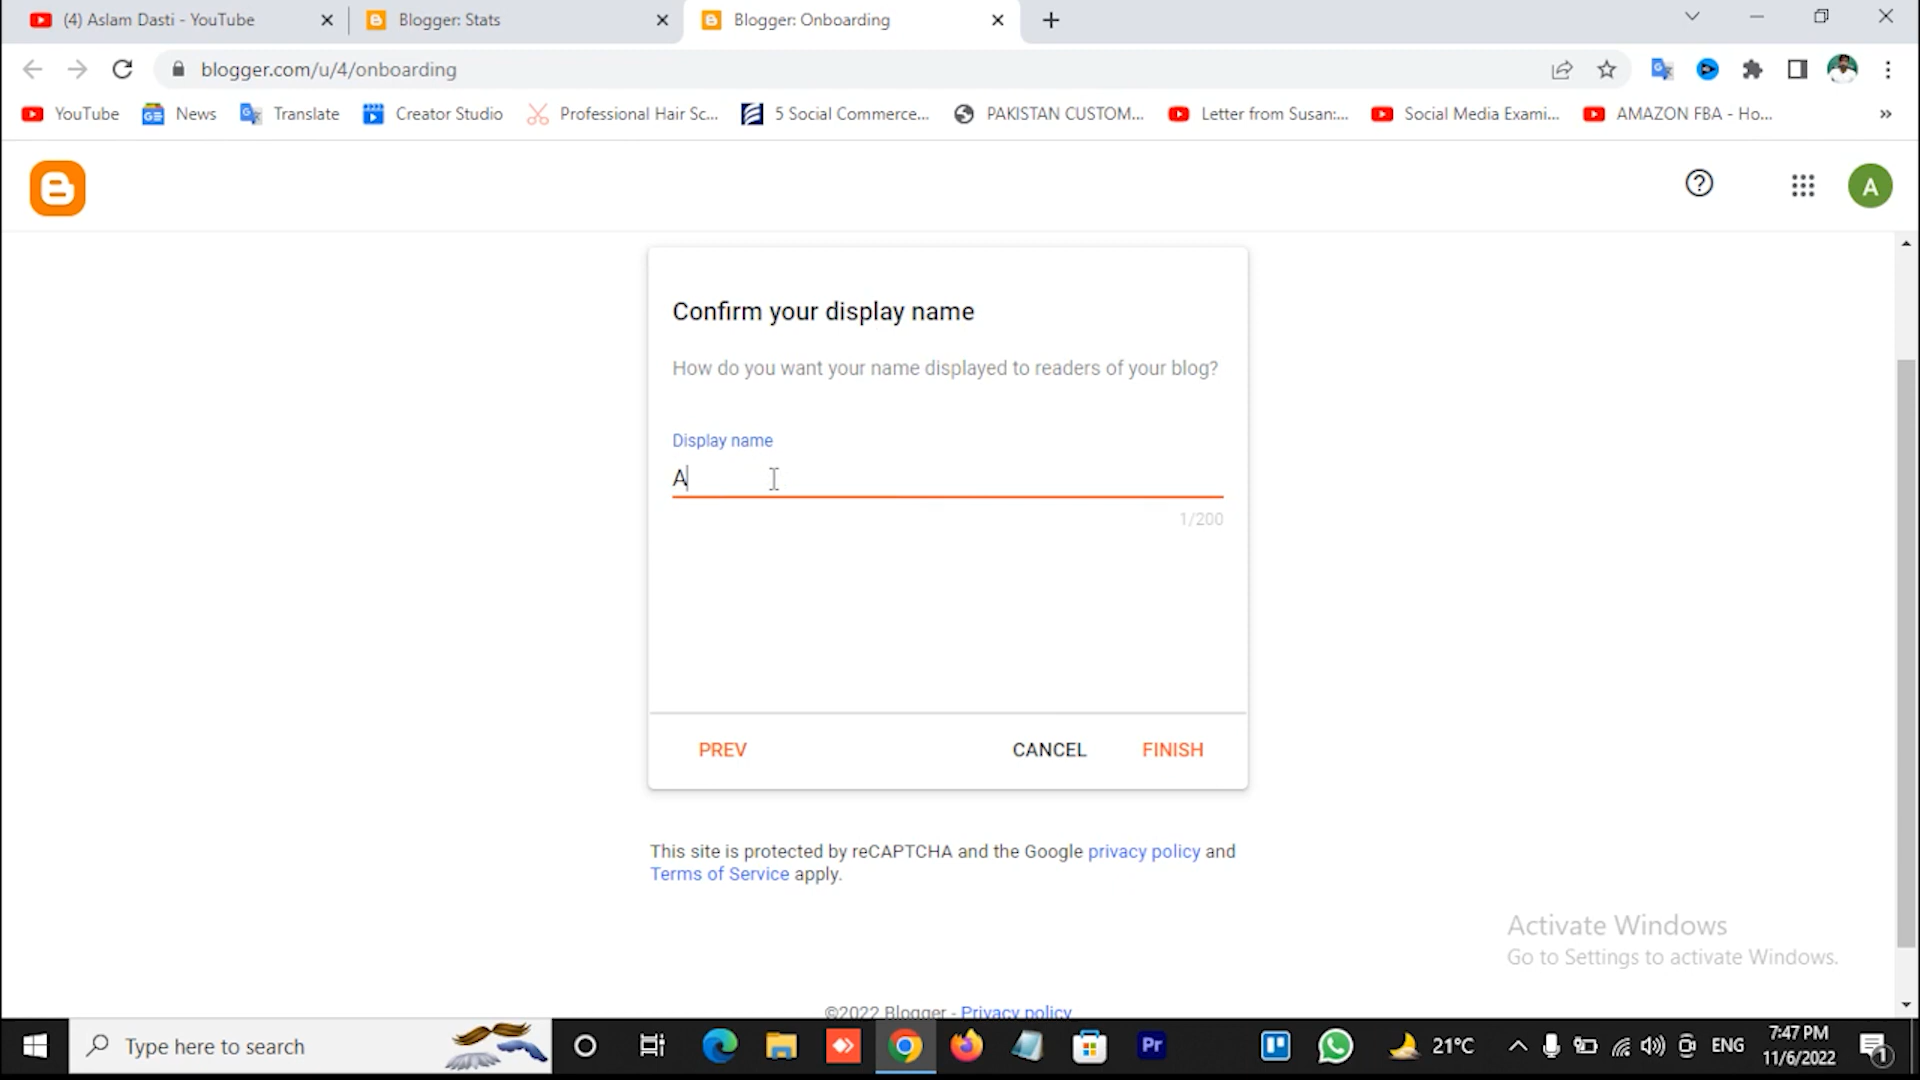 (4) Aslam Dasti - YouTube
Blogger: Stats
Blogger: Onboarding
blogger.com/u/4/onboarding
YouTube
News
Translate
Creator Studio
Professional Hair Sc...
5 Social Commerce...
PAKISTAN CUSTOM...
Letter from Susan:...
Social Media Exami...
AMAZON FBA - Ho...
A
Confirm your display name
How do you want your name displayed to readers of your blog?
Display name
A
1/200
PREV
CANCEL
FINISH
This site is protected by reCAPTCHA and the Google privacy policy and
Terms of Service apply.
Activate Windows
Go to Settings to activate Windows.
©2022 Blogger - Privacy policy
Type here to search
Pr
21°C
ENG
7:47 PM
11/6/2022
1